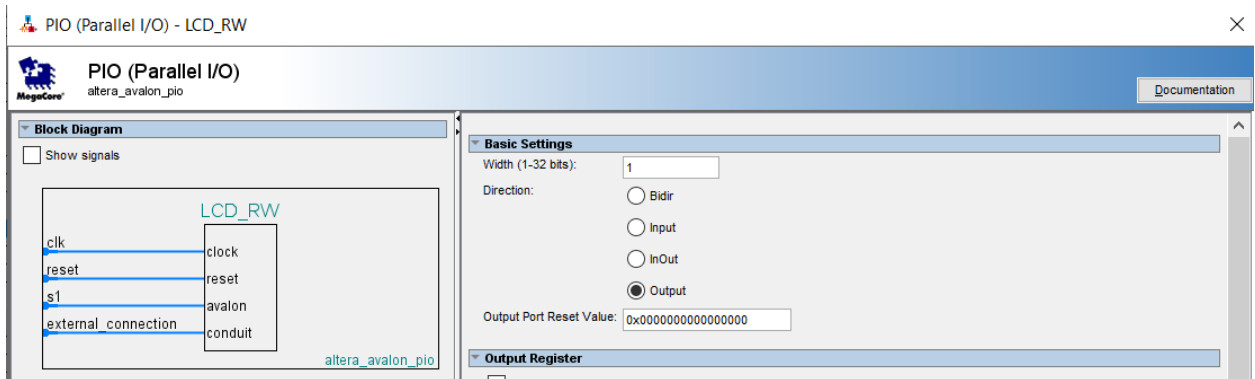 PIO (Parallel I/O) - LCD_RW
MegaCore®
PIO (Parallel I/O)
altera_avalon_pio
Documentation
Block Diagram
Show signals
LCD_RW
clk
clock
reset
reset
s1
avalon
external_connection
conduit
altera_avalon_pio
Basic Settings
Width (1-32 bits): 1
Direction:
Bidir
Input
InOut
Output
Output Port Reset Value: 0x0000000000000000
Output Register